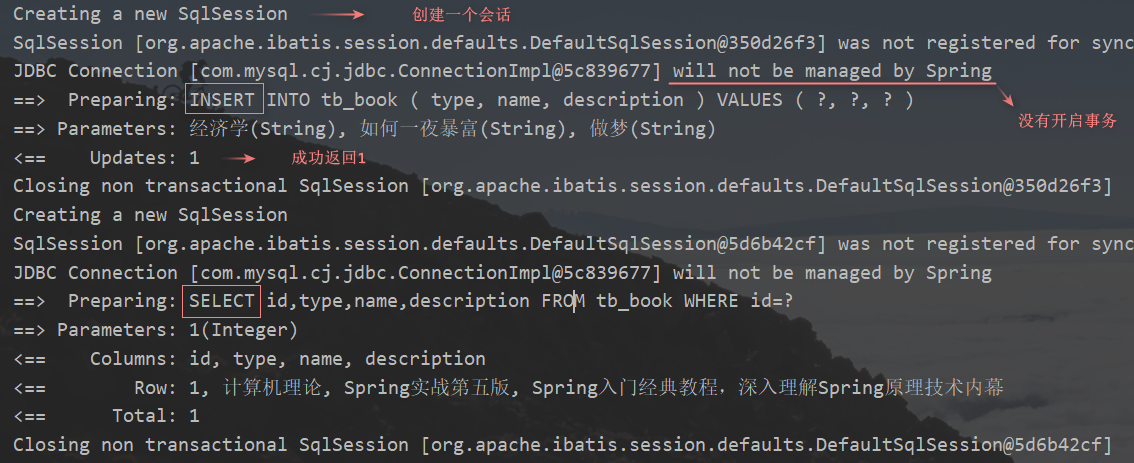 Creating a new SqlSession 创建一个会话
SqlSession [org.apache.ibatis.session.defaults.DefaultSqlSession@350d26f3] was not registered for sync
JDBC Connection [com.mysql.cj.jdbc.ConnectionImpl@5c839677] will not be managed by Spring
没有开启事务
==>  Preparing: INSERT INTO tb_book ( type, name, description ) VALUES ( ?, ?, ? )
==> Parameters: 经济学(String), 如何一夜暴富(String), 做梦(String)
<==    Updates: 1 成功返回1
Closing non transactional SqlSession [org.apache.ibatis.session.defaults.DefaultSqlSession@350d26f3]
Creating a new SqlSession
SqlSession [org.apache.ibatis.session.defaults.DefaultSqlSession@5d6b42cf] was not registered for sync
JDBC Connection [com.mysql.cj.jdbc.ConnectionImpl@5c839677] will not be managed by Spring
==>  Preparing: SELECT id,type,name,description FROM tb_book WHERE id=?
==> Parameters: 1(Integer)
<==    Columns: id, type, name, description
<==        Row: 1, 计算机理论, Spring实战第五版, Spring入门经典教程，深入理解Spring原理技术内幕
<==      Total: 1
Closing non transactional SqlSession [org.apache.ibatis.session.defaults.DefaultSqlSession@5d6b42cf]